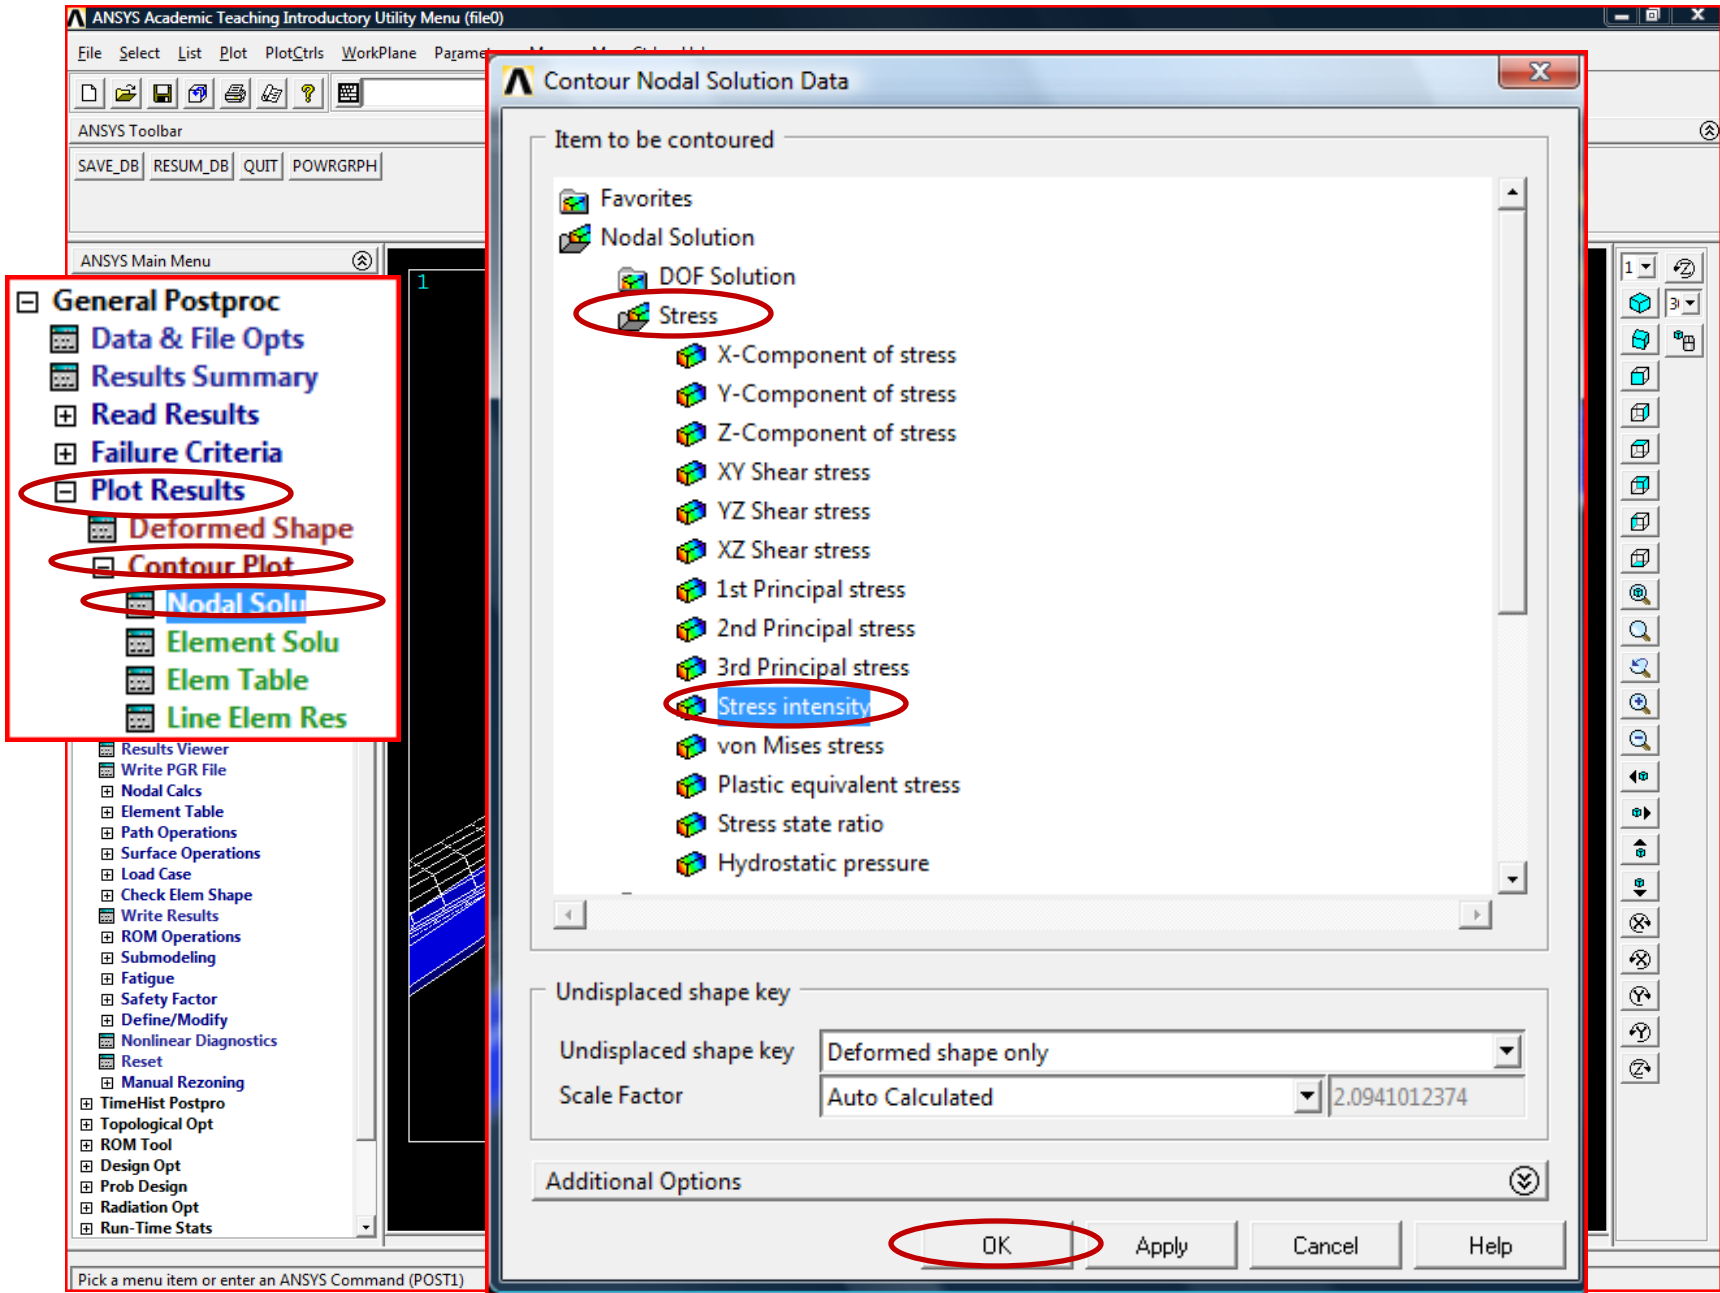 ANSYS Academic Teaching Introductory Utility Menu (file0)
File Select List Plot PlotCtrls WorkPlane
ANSYS Toolbar
SAVE_DB RESUM_DB QUIT POWRGRPH
ANSYS Main Menu
General Postproc
Data & File Opts
Results Summary
Read Results
Failure Criteria
Plot Results
Deformed Shape
Contour Plot
Nodal Solu
Element Solu
Elem Table
Line Elem Res
Results Viewer
Write PGR File
Nodal Calcs
Element Table
Path Operations
Surface Operations
Load Case
Check Elem Shape
Write Results
ROM Operations
Submodeling
Fatigue
Safety Factor
Define/Modify
Nonlinear Diagnostics
Reset
Manual Rezoning
TimeHist Postpro
Topological Opt
ROM Tool
Design Opt
Prob Design
Radiation Opt
Run-Time Stats
Pick a menu item or enter an ANSYS Command (POST1)
1
Contour Nodal Solution Data
Item to be contoured
Favorites
Nodal Solution
DOF Solution
Stress
X-Component of stress
Y-Component of stress
Z-Component of stress
XY Shear stress
YZ Shear stress
XZ Shear stress
1st Principal stress
2nd Principal stress
3rd Principal stress
Stress intensity
von Mises stress
Plastic equivalent stress
Stress state ratio
Hydrostatic pressure
Undisplaced shape key
Undisplaced shape key Deformed shape only
Scale Factor Auto Calculated 2.0941012374
Additional Options
OK Apply Cancel Help
1